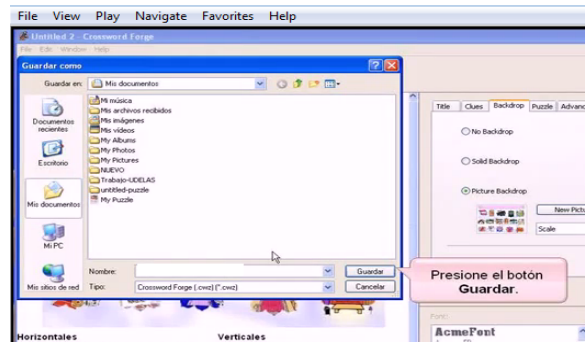 File View Play Navigate Favorites Help
Untitled 2 - Crossword Forge
File Edit Window Help
Guardar como
Guardar en: Mis documentos
Documentos recientes
Escritorio
Mis documentos
Mi PC
Mis sitios de red
Mi música
Mis archivos recibidos
Mis imágenes
Mis vídeos
My Albums
My Photos
My Pictures
NUEVO
Trabajo-UDELAS
untitled-puzzle
My Puzzle
Nombre:
Guardar
Tipo: Crossword Forge (.cwz) (*.cwz)
Cancelar
Title Clues Backdrop Puzzle Advanc
No Backdrop
Solid Backdrop
Picture Backdrop
New Pictu
Scale
Presione el botón
Guardar.
Font:
AcmeFont
Horizontales
Verticales